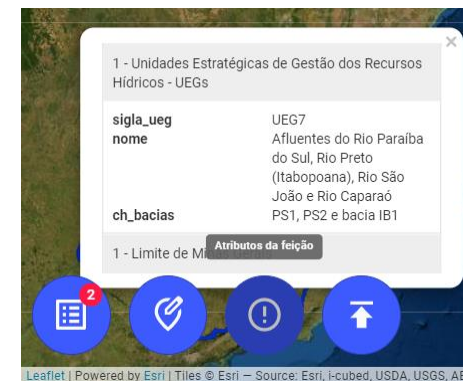 ×
1 - Unidades Estratégicas de Gestão dos Recursos
Hídricos - UEGs
sigla_ueg UEG7
nome Afluentes do Rio Paraíba
do Sul, Rio Preto
(Itabopoana), Rio São
João e Rio Caparaó
ch_bacias PS1, PS2 e bacia IB1
Atributos da feição
1 - Limite de Minas Gerais
2
Leaflet | Powered by Esri | Tiles © Esri — Source: Esri, i-cubed, USDA, USGS, AE